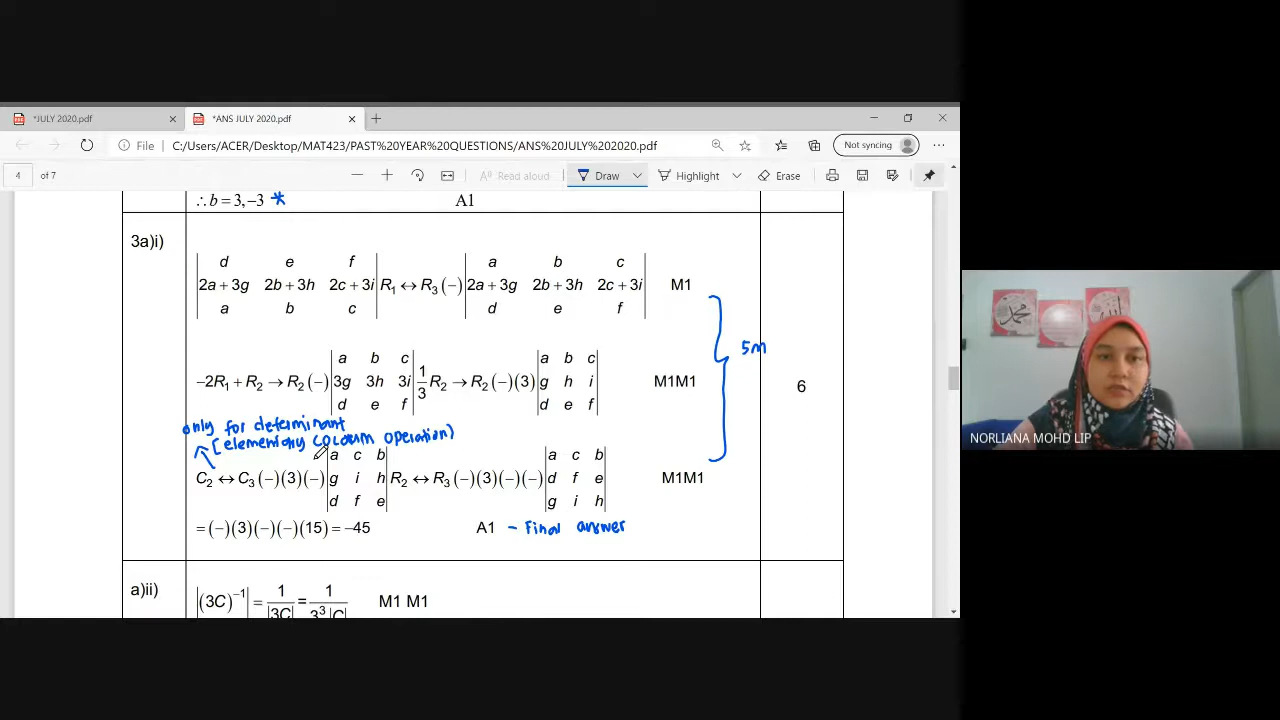 *JULY 2020.pdf
*ANS JULY 2020.pdf
File C:/Users/ACER/Desktop/MAT423/PAST%20YEAR%20QUESTIONS/ANS%20JULY%202020.pdf Not syncing
4 of 7 Read aloud Draw Highlight Erase
∴b = 3,−3 * A1
3a)i)
|d e f; 2a+3g 2b+3h 2c+3i; a b c| R₁ ↔ R₃ (−) |a b c; 2a+3g 2b+3h 2c+3i; d e f| M1
5m
−2R₁ + R₂ → R₂ (−) |a b c; 3g 3h 3i; d e f| 1/3 R₂ → R₂ (−)(3) |a b c; g h i; d e f| M1M1
6
only for determinant
[elementary column operation)
C₂ ↔ C₃ (−)(3)(−) |a c b; g i h; d f e| R₂ ↔ R₃ (−)(3)(−)(−) |a c b; d f e; g i h| M1M1
= (−)(3)(−)(−)(15) = −45 A1 – Final answer
a)ii)
|(3C)⁻¹| = 1/|3C| = 1/3³|C| M1 M1
NORLIANA MOHD LIP